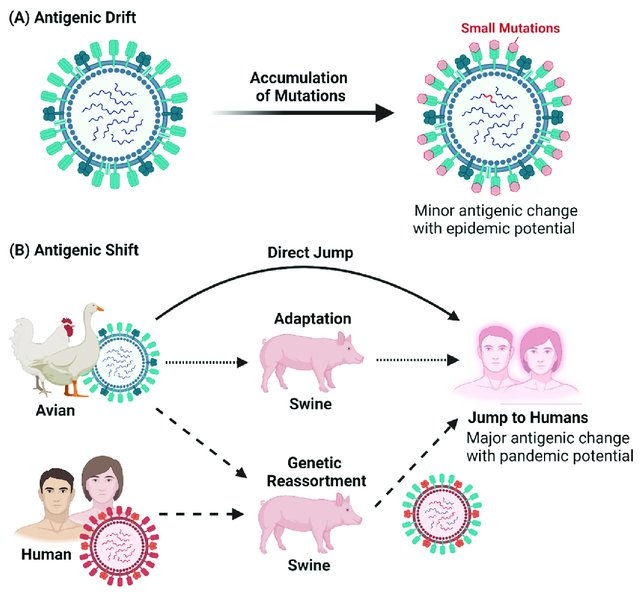 (A) Antigenic Drift
Small Mutations
Accumulation
of Mutations
Minor antigenic change
with epidemic potential
(B) Antigenic Shift
Direct Jump
Adaptation
Avian
Swine
Jump to Humans
Major antigenic change
with pandemic potential
Genetic
Reassortment
Human
Swine